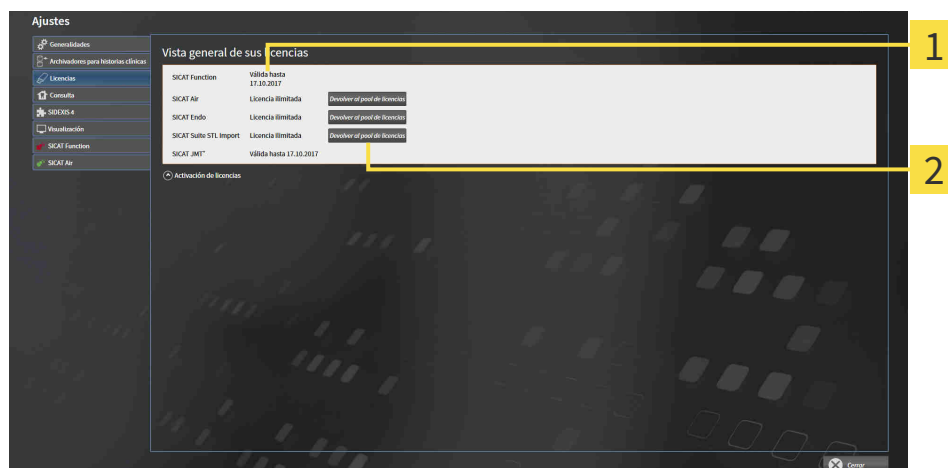 Ajustes
Generalidades
Archivadores para historias clínicas
Licencias
Consulta
SIDEXIS 4
Visualización
SICAT Function
SICAT Air
Vista general de sus licencias
SICAT Function Válida hasta
17.10.2017
SICAT Air Licencia ilimitada Devolver al pool de licencias
SICAT Endo Licencia ilimitada Devolver al pool de licencias
SICAT Suite STL Import Licencia ilimitada Devolver al pool de licencias
SICAT JMT+ Válida hasta 17.10.2017
Activación de licencias
Cerrar
1
2